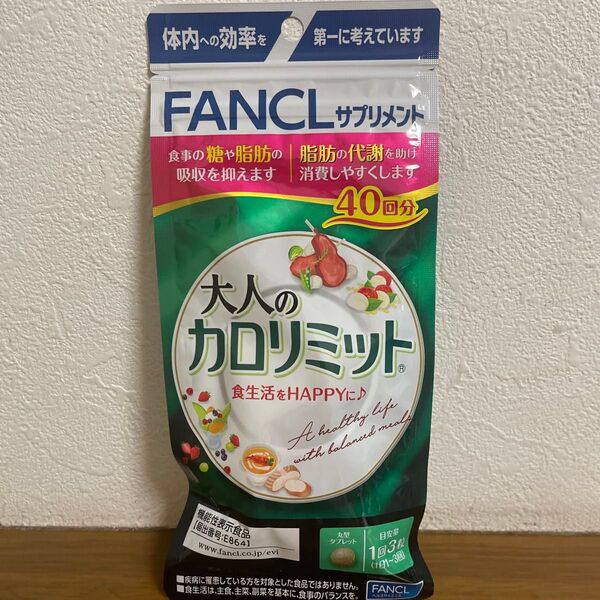 体内への効率を 第一に考えています
FANCL サプリメント
食事の糖や脂肪の
吸収を抑えます
脂肪の代謝を助け
消費しやすくします
40回分
大人の
カロリミット®
食生活をHAPPYに♪
A healthy life
with balanced meals
機能性表示食品
【届出番号:E864】
www.fancl.co.jp/evi
丸型
タブレット
目安量
1回3粒
(1日1~3回)
●疾病に罹患している方を対象とした食品ではありません。
●食生活は、主食、主菜、副菜を基本に、食事のバランスを。
FANCL